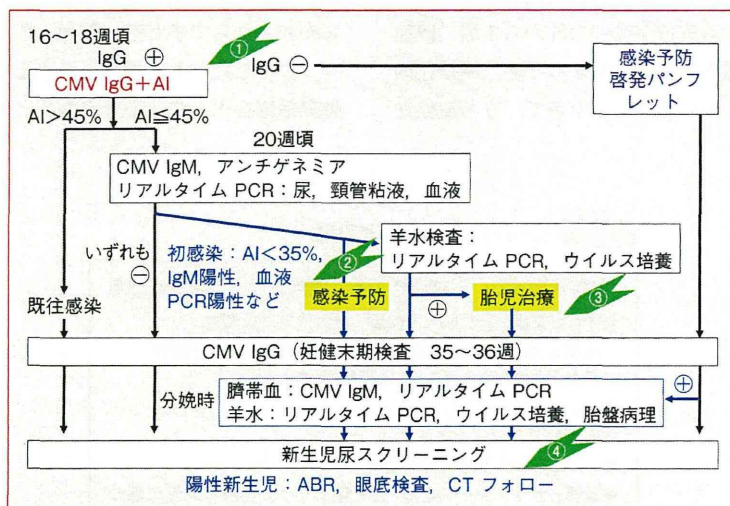 16〜18週頃
IgG ⊕
①
IgG ⊖
感染予防
啓発パンフ
レット
CMV IgG+AI
AI>45%
AI≦45%
20週頃
CMV IgM,アンチゲネミア
リアルタイム PCR:尿,頸管粘液,血液
いずれも
⊖
初感染:AI<35%,
IgM陽性,血液
PCR陽性など
②
羊水検査:
リアルタイム PCR,ウイルス培養
感染予防
⊕
胎児治療
③
既往感染
CMV IgG(妊健末期検査 35〜36週)
分娩時
臍帯血:CMV IgM,リアルタイム PCR
羊水:リアルタイム PCR,ウイルス培養,胎盤病理
⊕
④
新生児尿スクリーニング
陽性新生児:ABR,眼底検査,CT フォロー